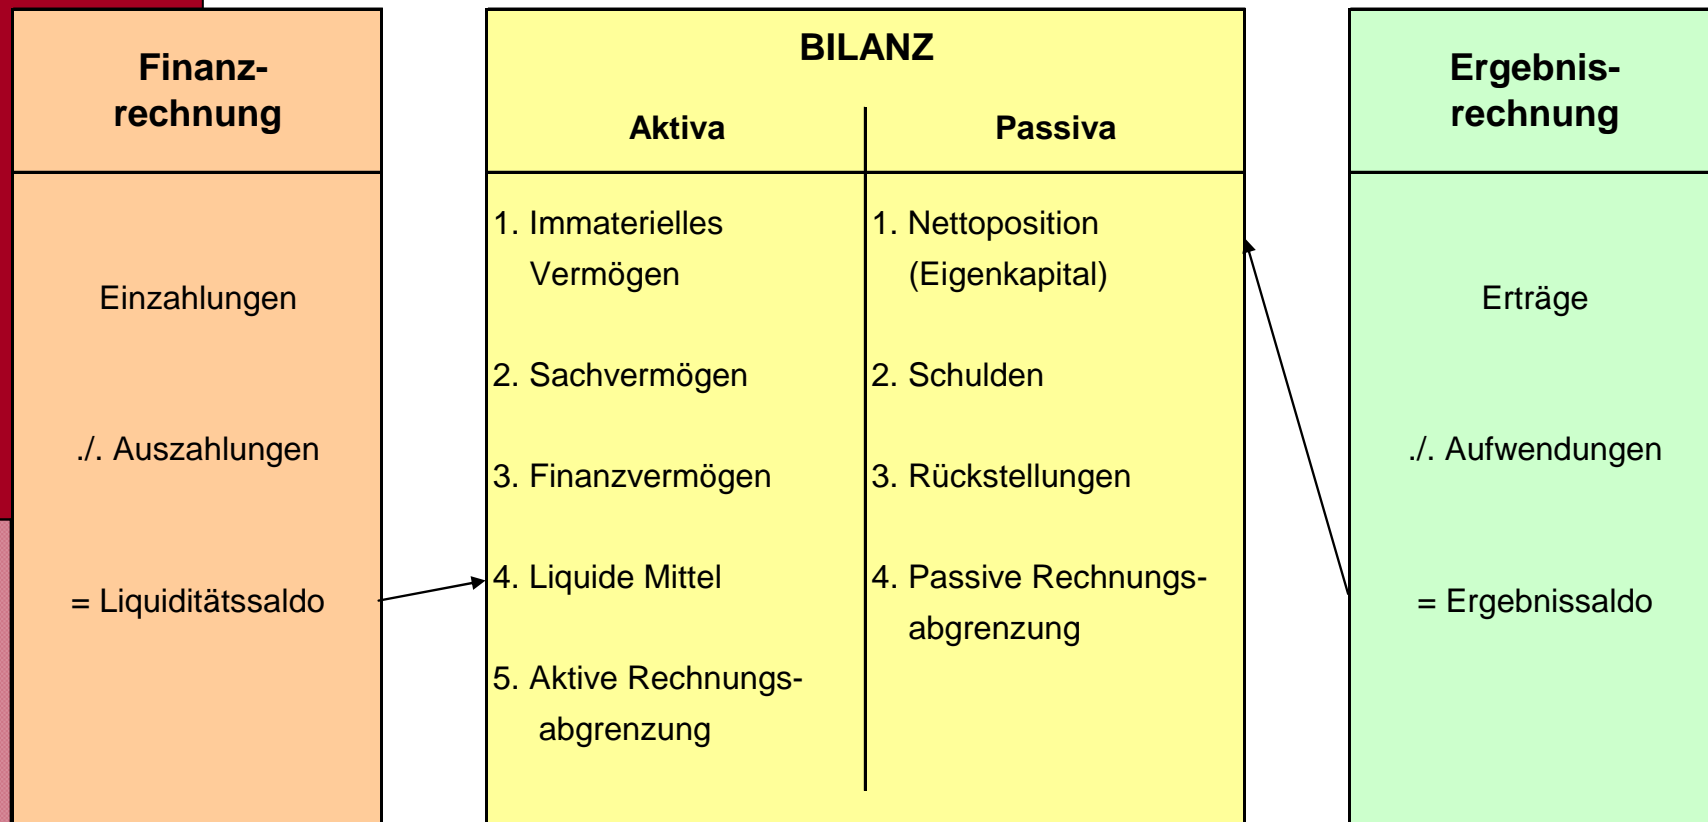 Finanz-
rechnung
Einzahlungen
./. Auszahlungen
= Liquiditätssaldo
BILANZ
Aktiva
1. Immaterielles
Vermögen
2. Sachvermögen
3. Finanzvermögen
4. Liquide Mittel
5. Aktive Rechnungs-
abgrenzung
Passiva
1. Nettoposition
(Eigenkapital)
2. Schulden
3. Rückstellungen
4. Passive Rechnungs-
abgrenzung
Ergebnis-
rechnung
Erträge
./. Aufwendungen
= Ergebnissaldo